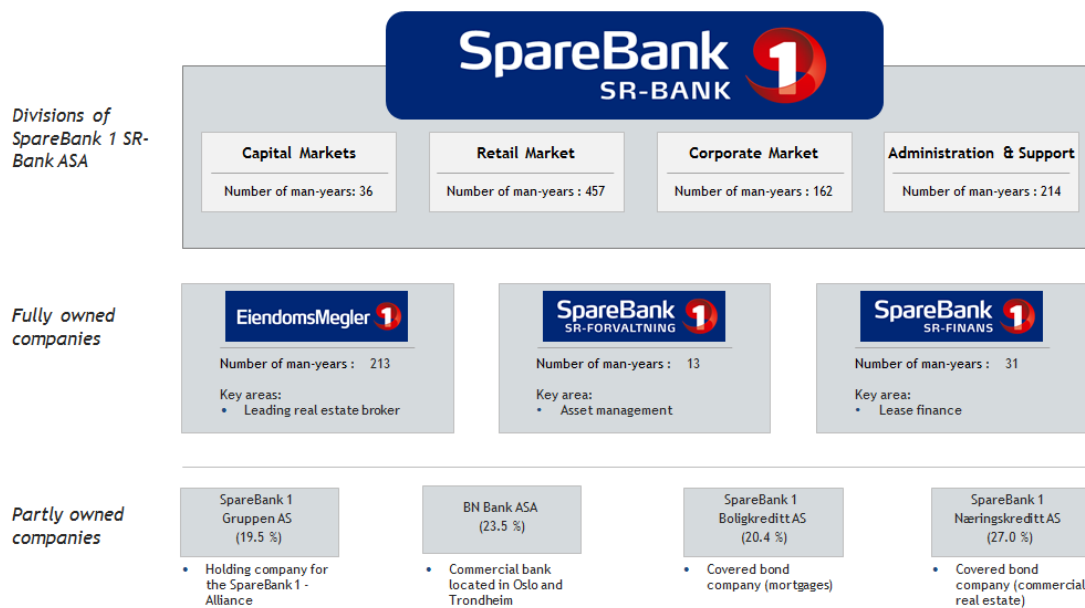 SpareBank 1
SR-BANK
Divisions of
SpareBank 1 SR-
Bank ASA
Capital Markets
Number of man-years: 36
Retail Market
Number of man-years : 457
Corporate Market
Number of man-years : 162
Administration & Support
Number of man-years : 214
Fully owned
companies
EiendomsMegler 1
Number of man-years : 213
Key areas:
• Leading real estate broker
SpareBank 1
SR-FORVALTNING
Number of man-years : 13
Key area:
• Asset management
SpareBank 1
SR-FINANS
Number of man-years : 31
Key area:
• Lease finance
Partly owned
companies
SpareBank 1
Gruppen AS
(19.5 %)
• Holding company for
the SpareBank 1 -
Alliance
BN Bank ASA
(23.5 %)
• Commercial bank
located in Oslo and
Trondheim
SpareBank 1
Boligkreditt AS
(20.4 %)
• Covered bond
company (mortgages)
SpareBank 1
Næringskreditt AS
(27.0 %)
• Covered bond
company (commercial
real estate)